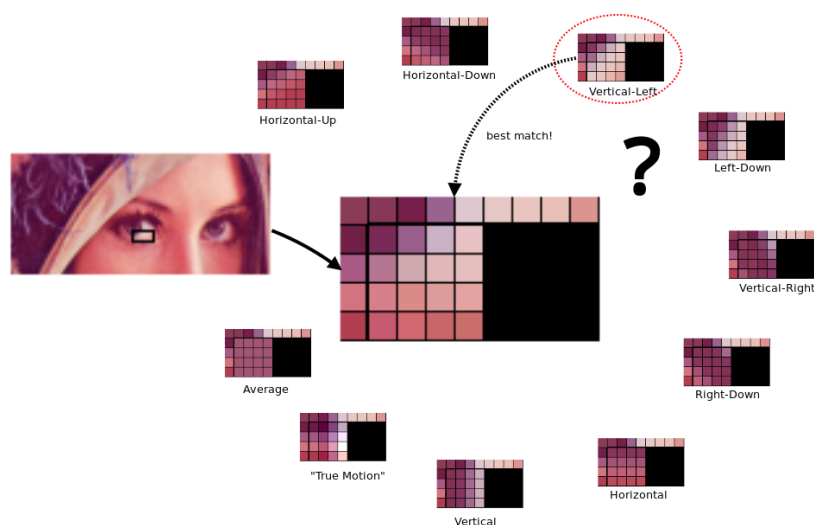 Horizontal-Down
Vertical-Left
Horizontal-Up
best match!
?
Left-Down
Vertical-Right
Average
Right-Down
"True Motion"
Horizontal
Vertical